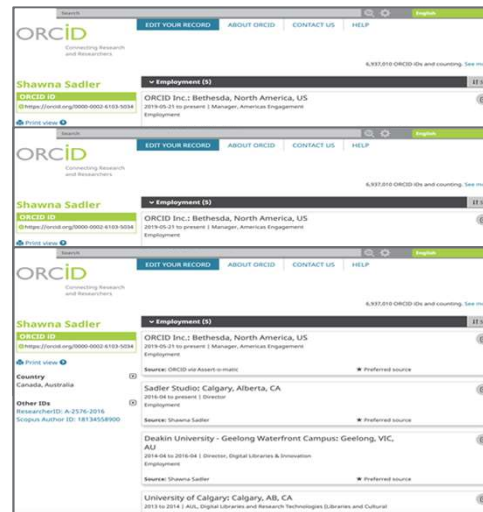 Search
English
EDIT YOUR RECORD ABOUT ORCID CONTACT US HELP
ORCID
Connecting Research
and Researchers
6,937,010 ORCID iDs and counting. See
Shawna Sadler
Employment (5)
ORCID ID
https://orcid.org/0000-0002-6103-5034
ORCID Inc.: Bethesda, North America, US
2019-05-21 to present | Manager, Americas Engagement
Employment
Print view
Search
English
EDIT YOUR RECORD ABOUT ORCID CONTACT US HELP
ORCID
Connecting Research
and Researchers
6,937,010 ORCID iDs and counting. See
Shawna Sadler
Employment (5)
ORCID ID
https://orcid.org/0000-0002-6103-5034
ORCID Inc.: Bethesda, North America, US
2019-05-21 to present | Manager, Americas Engagement
Employment
Print view
Search
English
EDIT YOUR RECORD ABOUT ORCID CONTACT US HELP
ORCID
Connecting Research
and Researchers
6,937,010 ORCID iDs and counting. See
Shawna Sadler
Employment (5)
ORCID ID
https://orcid.org/0000-0002-6103-5034
Print view
Country
Canada, Australia
Other IDs
ResearcherID: A-2576-2016
Scopus Author ID: 18134558900
ORCID Inc.: Bethesda, North America, US
2019-05-21 to present | Manager, Americas Engagement
Employment
Source: ORCID via Assert-o-matic ★ Preferred source
Sadler Studio: Calgary, Alberta, CA
2016-04 to present | Director
Employment
Source: Shawna Sadler ★ Preferred source
Deakin University - Geelong Waterfront Campus: Geelong, VIC,
AU
2014-08 to 2016-04 | Director, Digital Libraries & Innovation
Employment
Source: Shawna Sadler ★ Preferred source
University of Calgary: Calgary, AB, CA
2013 to 2014 | AUL, Digital Libraries and Research Technologies (Libraries and Cultural